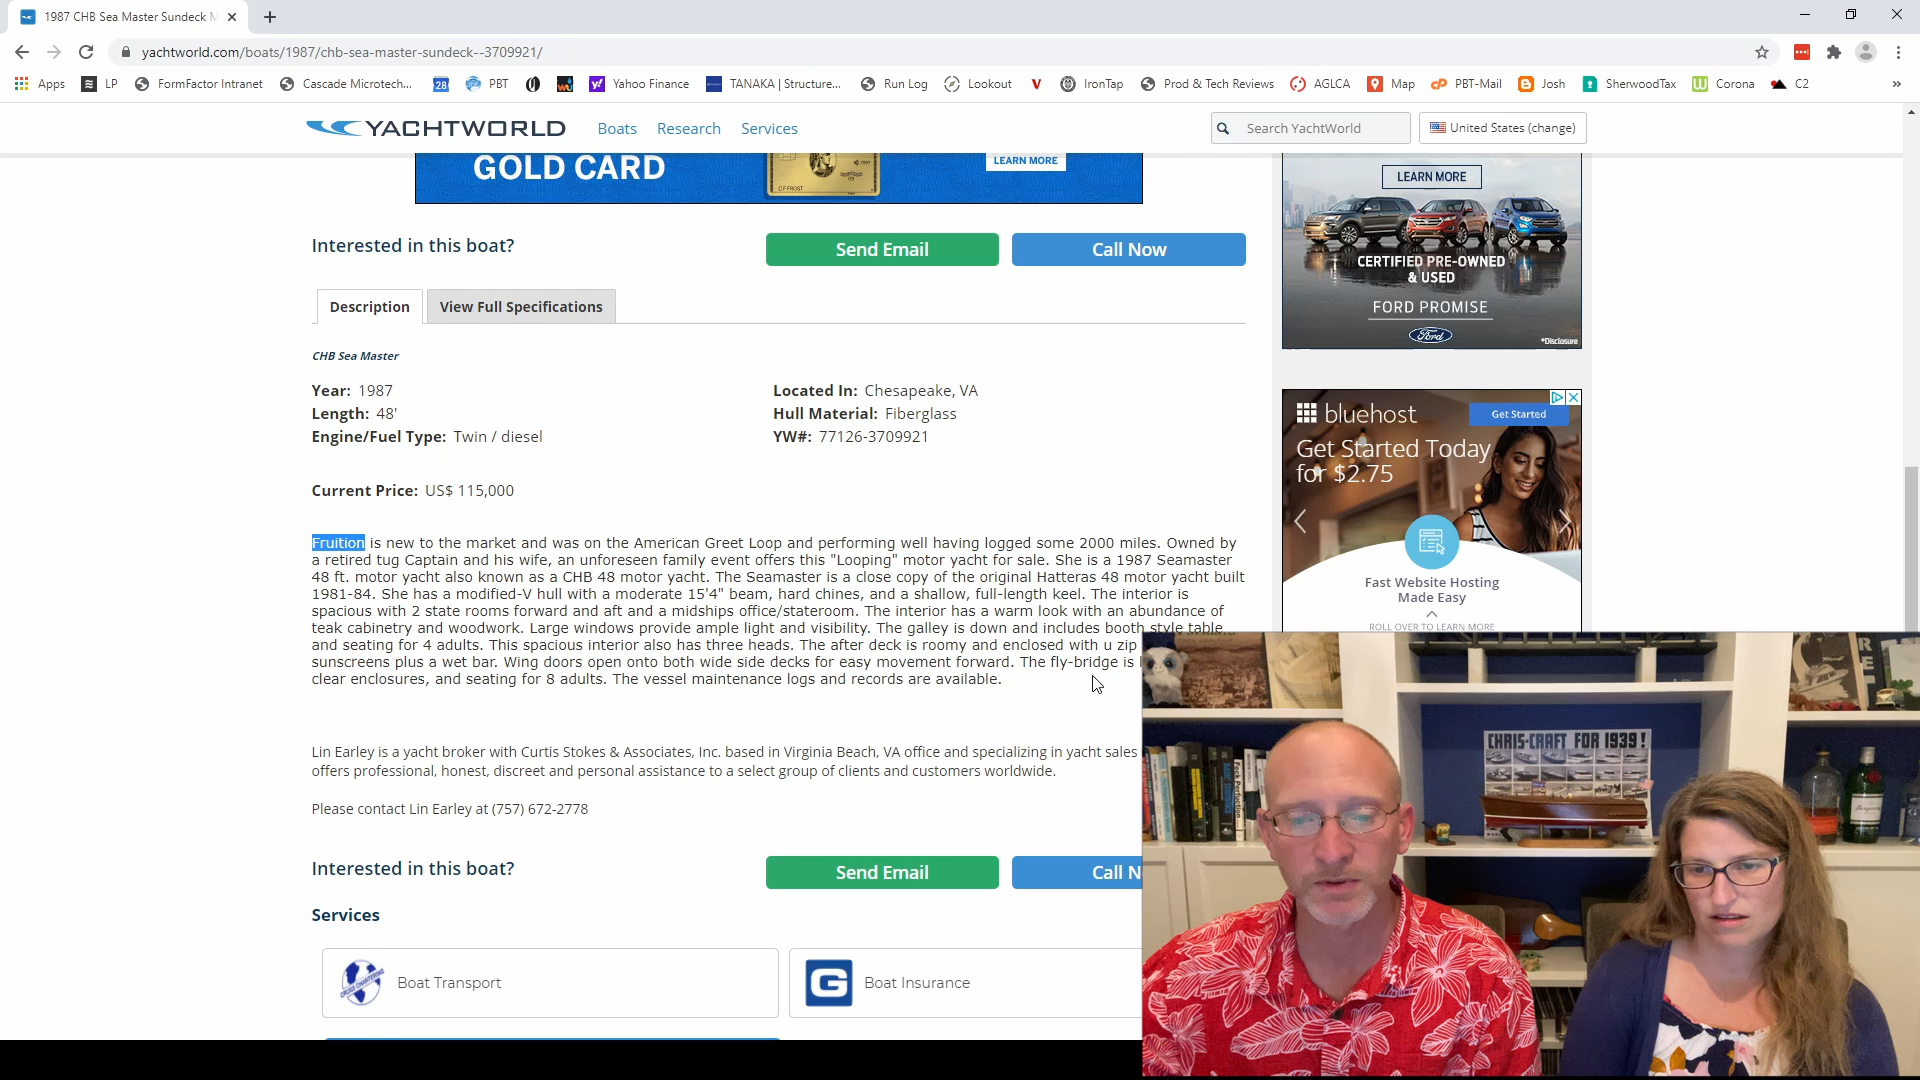 1987 CHB Sea Master Sundeck M
yachtworld.com/boats/1987/chb-sea-master-sundeck--3709921/
Apps LP FormFactor Intranet Cascade Microtech... 28 PBT Yahoo Finance TANAKA | Structure... Run Log Lookout V IronTap Prod & Tech Reviews AGLCA Map PBT-Mail Josh SherwoodTax Corona C2 »
YACHTWORLD Boats Research Services Search YachtWorld United States (change)
GOLD CARD
C F FROST
LEARN MORE
LEARN MORE
CERTIFIED PRE-OWNED
& USED
FORD PROMISE
Ford
*Disclosure
Interested in this boat? Send Email Call Now
Description View Full Specifications
CHB Sea Master
Year: 1987 Located In: Chesapeake, VA
Length: 48' Hull Material: Fiberglass
Engine/Fuel Type: Twin / diesel YW#: 77126-3709921
Current Price: US$ 115,000
bluehost Get Started
Get Started Today
for $2.75
Fast Website Hosting
Made Easy
ROLL OVER TO LEARN MORE
Fruition is new to the market and was on the American Greet Loop and performing well having logged some 2000 miles. Owned by
a retired tug Captain and his wife, an unforeseen family event offers this "Looping" motor yacht for sale. She is a 1987 Seamaster
48 ft. motor yacht also known as a CHB 48 motor yacht. The Seamaster is a close copy of the original Hatteras 48 motor yacht built
1981-84. She has a modified-V hull with a moderate 15'4" beam, hard chines, and a shallow, full-length keel. The interior is
spacious with 2 state rooms forward and aft and a midships office/stateroom. The interior has a warm look with an abundance of
teak cabinetry and woodwork. Large windows provide ample light and visibility. The galley is down and includes booth style table
and seating for 4 adults. This spacious interior also has three heads. The after deck is roomy and enclosed with u zip
sunscreens plus a wet bar. Wing doors open onto both wide side decks for easy movement forward. The fly-bridge is
clear enclosures, and seating for 8 adults. The vessel maintenance logs and records are available.
Lin Earley is a yacht broker with Curtis Stokes & Associates, Inc. based in Virginia Beach, VA office and specializing in yacht sales
offers professional, honest, discreet and personal assistance to a select group of clients and customers worldwide.
Please contact Lin Earley at (757) 672-2778
Interested in this boat? Send Email Call N
Services
Boat Transport G Boat Insurance
CHRIS-CRAFT FOR 1939!